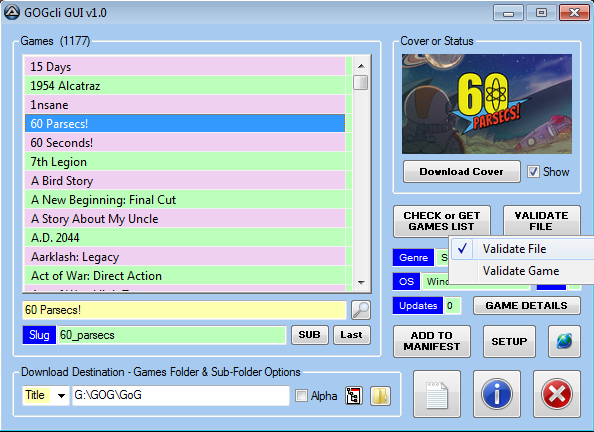 GOGcli GUI v1.0
Games (1177)
15 Days
1954 Alcatraz
1nsane
60 Parsecs!
60 Seconds!
7th Legion
A Bird Story
A New Beginning: Final Cut
A Story About My Uncle
A.D. 2044
Aarklash: Legacy
Act of War: Direct Action
60 Parsecs!
Slug 60_parsecs SUB Last
Cover or Status
60
PARSECS!
Download Cover Show
CHECK or GET
GAMES LIST
VALIDATE
FILE
Validate File
Validate Game
Genre S
OS Wind
Updates 0 GAME DETAILS
ADD TO
MANIFEST
SETUP
Download Destination - Games Folder & Sub-Folder Options
Title G:\GOG\GoG Alpha